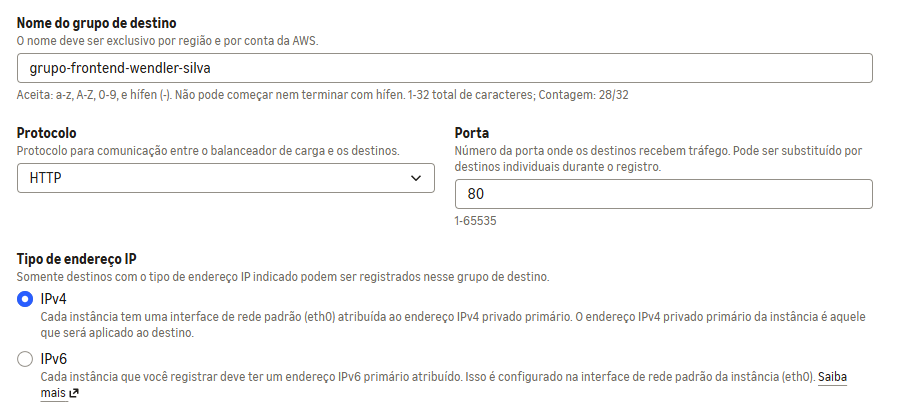 Nome do grupo de destino
O nome deve ser exclusivo por região e por conta da AWS.
grupo-frontend-wendler-silva
Aceita: a-z, A-Z, 0-9, e hífen (-). Não pode começar nem terminar com hífen. 1-32 total de caracteres; Contagem: 28/32
Protocolo
Protocolo para comunicação entre o balanceador de carga e os destinos.
HTTP
Porta
Número da porta onde os destinos recebem tráfego. Pode ser substituído por
destinos individuais durante o registro.
80
1-65535
Tipo de endereço IP
Somente destinos com o tipo de endereço IP indicado podem ser registrados nesse grupo de destino.
IPv4
Cada instância tem uma interface de rede padrão (eth0) atribuída ao endereço IPv4 privado primário. O endereço IPv4 privado primário da instância é aquele
que será aplicado ao destino.
IPv6
Cada instância que você registrar deve ter um endereço IPv6 primário atribuído. Isso é configurado na interface de rede padrão da instância (eth0). Saiba
mais